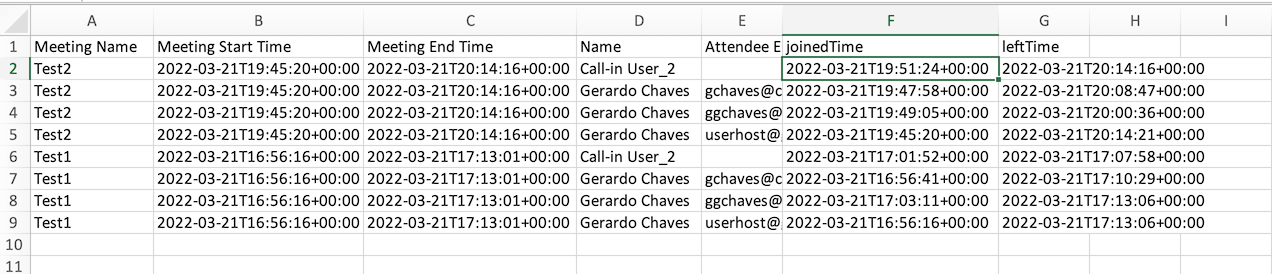 A B C D E F G H I
1 Meeting Name Meeting Start Time Meeting End Time Name Attendee E joinedTime leftTime
2 Test2 2022-03-21T19:45:20+00:00 2022-03-21T20:14:16+00:00 Call-in User_2 2022-03-21T19:51:24+00:00 2022-03-21T20:14:16+00:00
3 Test2 2022-03-21T19:45:20+00:00 2022-03-21T20:14:16+00:00 Gerardo Chaves gchaves@c 2022-03-21T19:47:58+00:00 2022-03-21T20:08:47+00:00
4 Test2 2022-03-21T19:45:20+00:00 2022-03-21T20:14:16+00:00 Gerardo Chaves ggchaves@ 2022-03-21T19:49:05+00:00 2022-03-21T20:00:36+00:00
5 Test2 2022-03-21T19:45:20+00:00 2022-03-21T20:14:16+00:00 Gerardo Chaves userhost@ 2022-03-21T19:45:20+00:00 2022-03-21T20:14:21+00:00
6 Test1 2022-03-21T16:56:16+00:00 2022-03-21T17:13:01+00:00 Call-in User_2 2022-03-21T17:01:52+00:00 2022-03-21T17:07:58+00:00
7 Test1 2022-03-21T16:56:16+00:00 2022-03-21T17:13:01+00:00 Gerardo Chaves gchaves@c 2022-03-21T16:56:41+00:00 2022-03-21T17:10:29+00:00
8 Test1 2022-03-21T16:56:16+00:00 2022-03-21T17:13:01+00:00 Gerardo Chaves ggchaves@ 2022-03-21T17:03:11+00:00 2022-03-21T17:13:06+00:00
9 Test1 2022-03-21T16:56:16+00:00 2022-03-21T17:13:01+00:00 Gerardo Chaves userhost@ 2022-03-21T16:56:16+00:00 2022-03-21T17:13:06+00:00
10
11